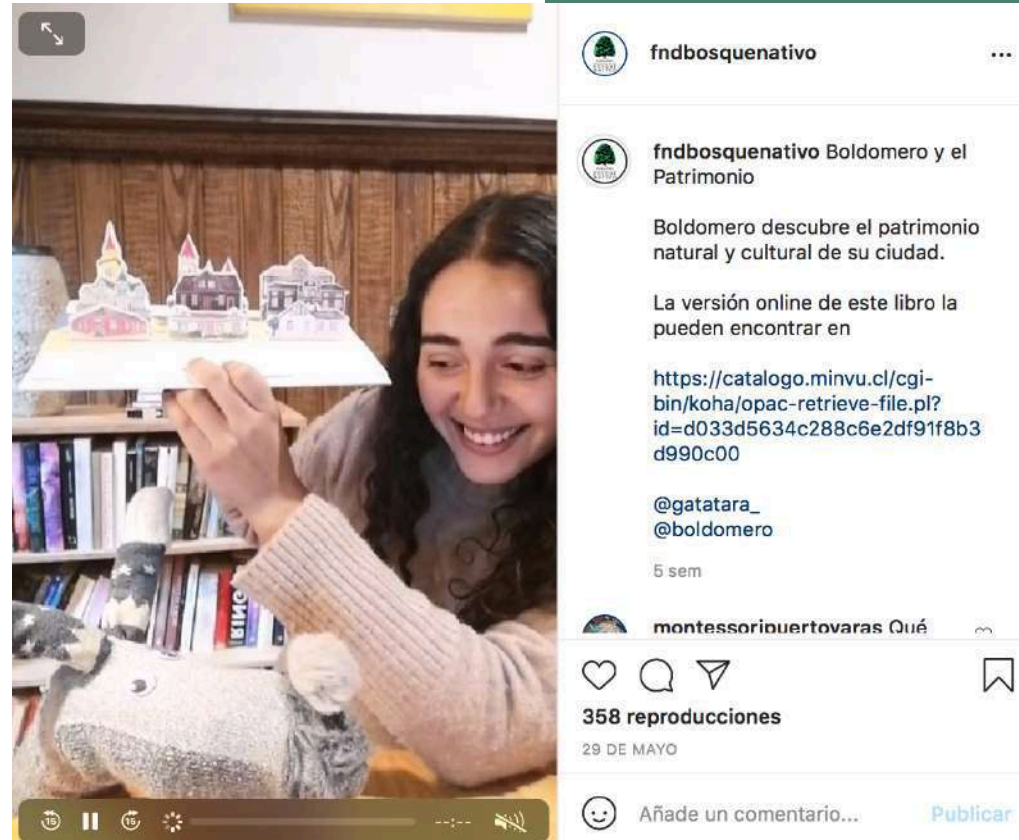 fndbosquenativo
fndbosquenativo Boldomero y el
Patrimonio
Boldomero descubre el patrimonio
natural y cultural de su ciudad.
La versión online de este libro la
pueden encontrar en
https://catalogo.minvu.cl/cgi-
bin/koha/opac-retrieve-file.pl?
id=d033d5634c288c6e2df91f8b3
d990c00
@gatatara_
@boldomero
5 sem
montessoripuertovaras Qué
358 reproducciones
29 DE MAYO
Añade un comentario... Publicar
15 15 --:--